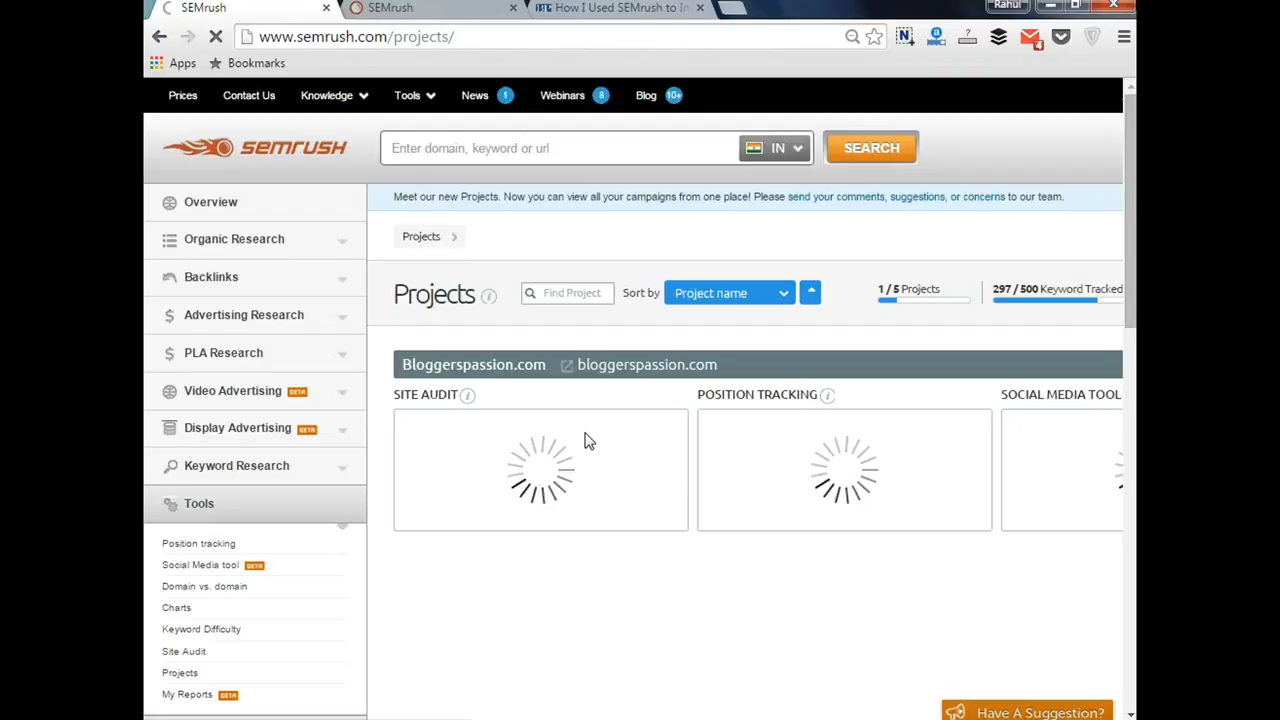 SEMrush
SEMrush
How I Used SEMrush to In
Rahul
www.semrush.com/projects/
4
Apps
Bookmarks
Prices
Contact Us
Knowledge
Tools
News 1
Webinars 8
Blog 10+
SEMRUSH
Enter domain, keyword or url
IN
SEARCH
Overview
Organic Research
Backlinks
Advertising Research
PLA Research
Video Advertising BETA
Display Advertising BETA
Keyword Research
Tools
Position tracking
Social Media tool BETA
Domain vs. domain
Charts
Keyword Difficulty
Site Audit
Projects
My Reports BETA
Meet our new Projects. Now you can view all your campaigns from one place! Please send your comments, suggestions, or concerns to our team.
Projects
Projects
Find Project
Sort by
Project name
1 / 5 Projects
297 / 500 Keyword Tracked
Bloggerspassion.com
bloggerspassion.com
SITE AUDIT
POSITION TRACKING
SOCIAL MEDIA TOOL
Have A Suggestion?